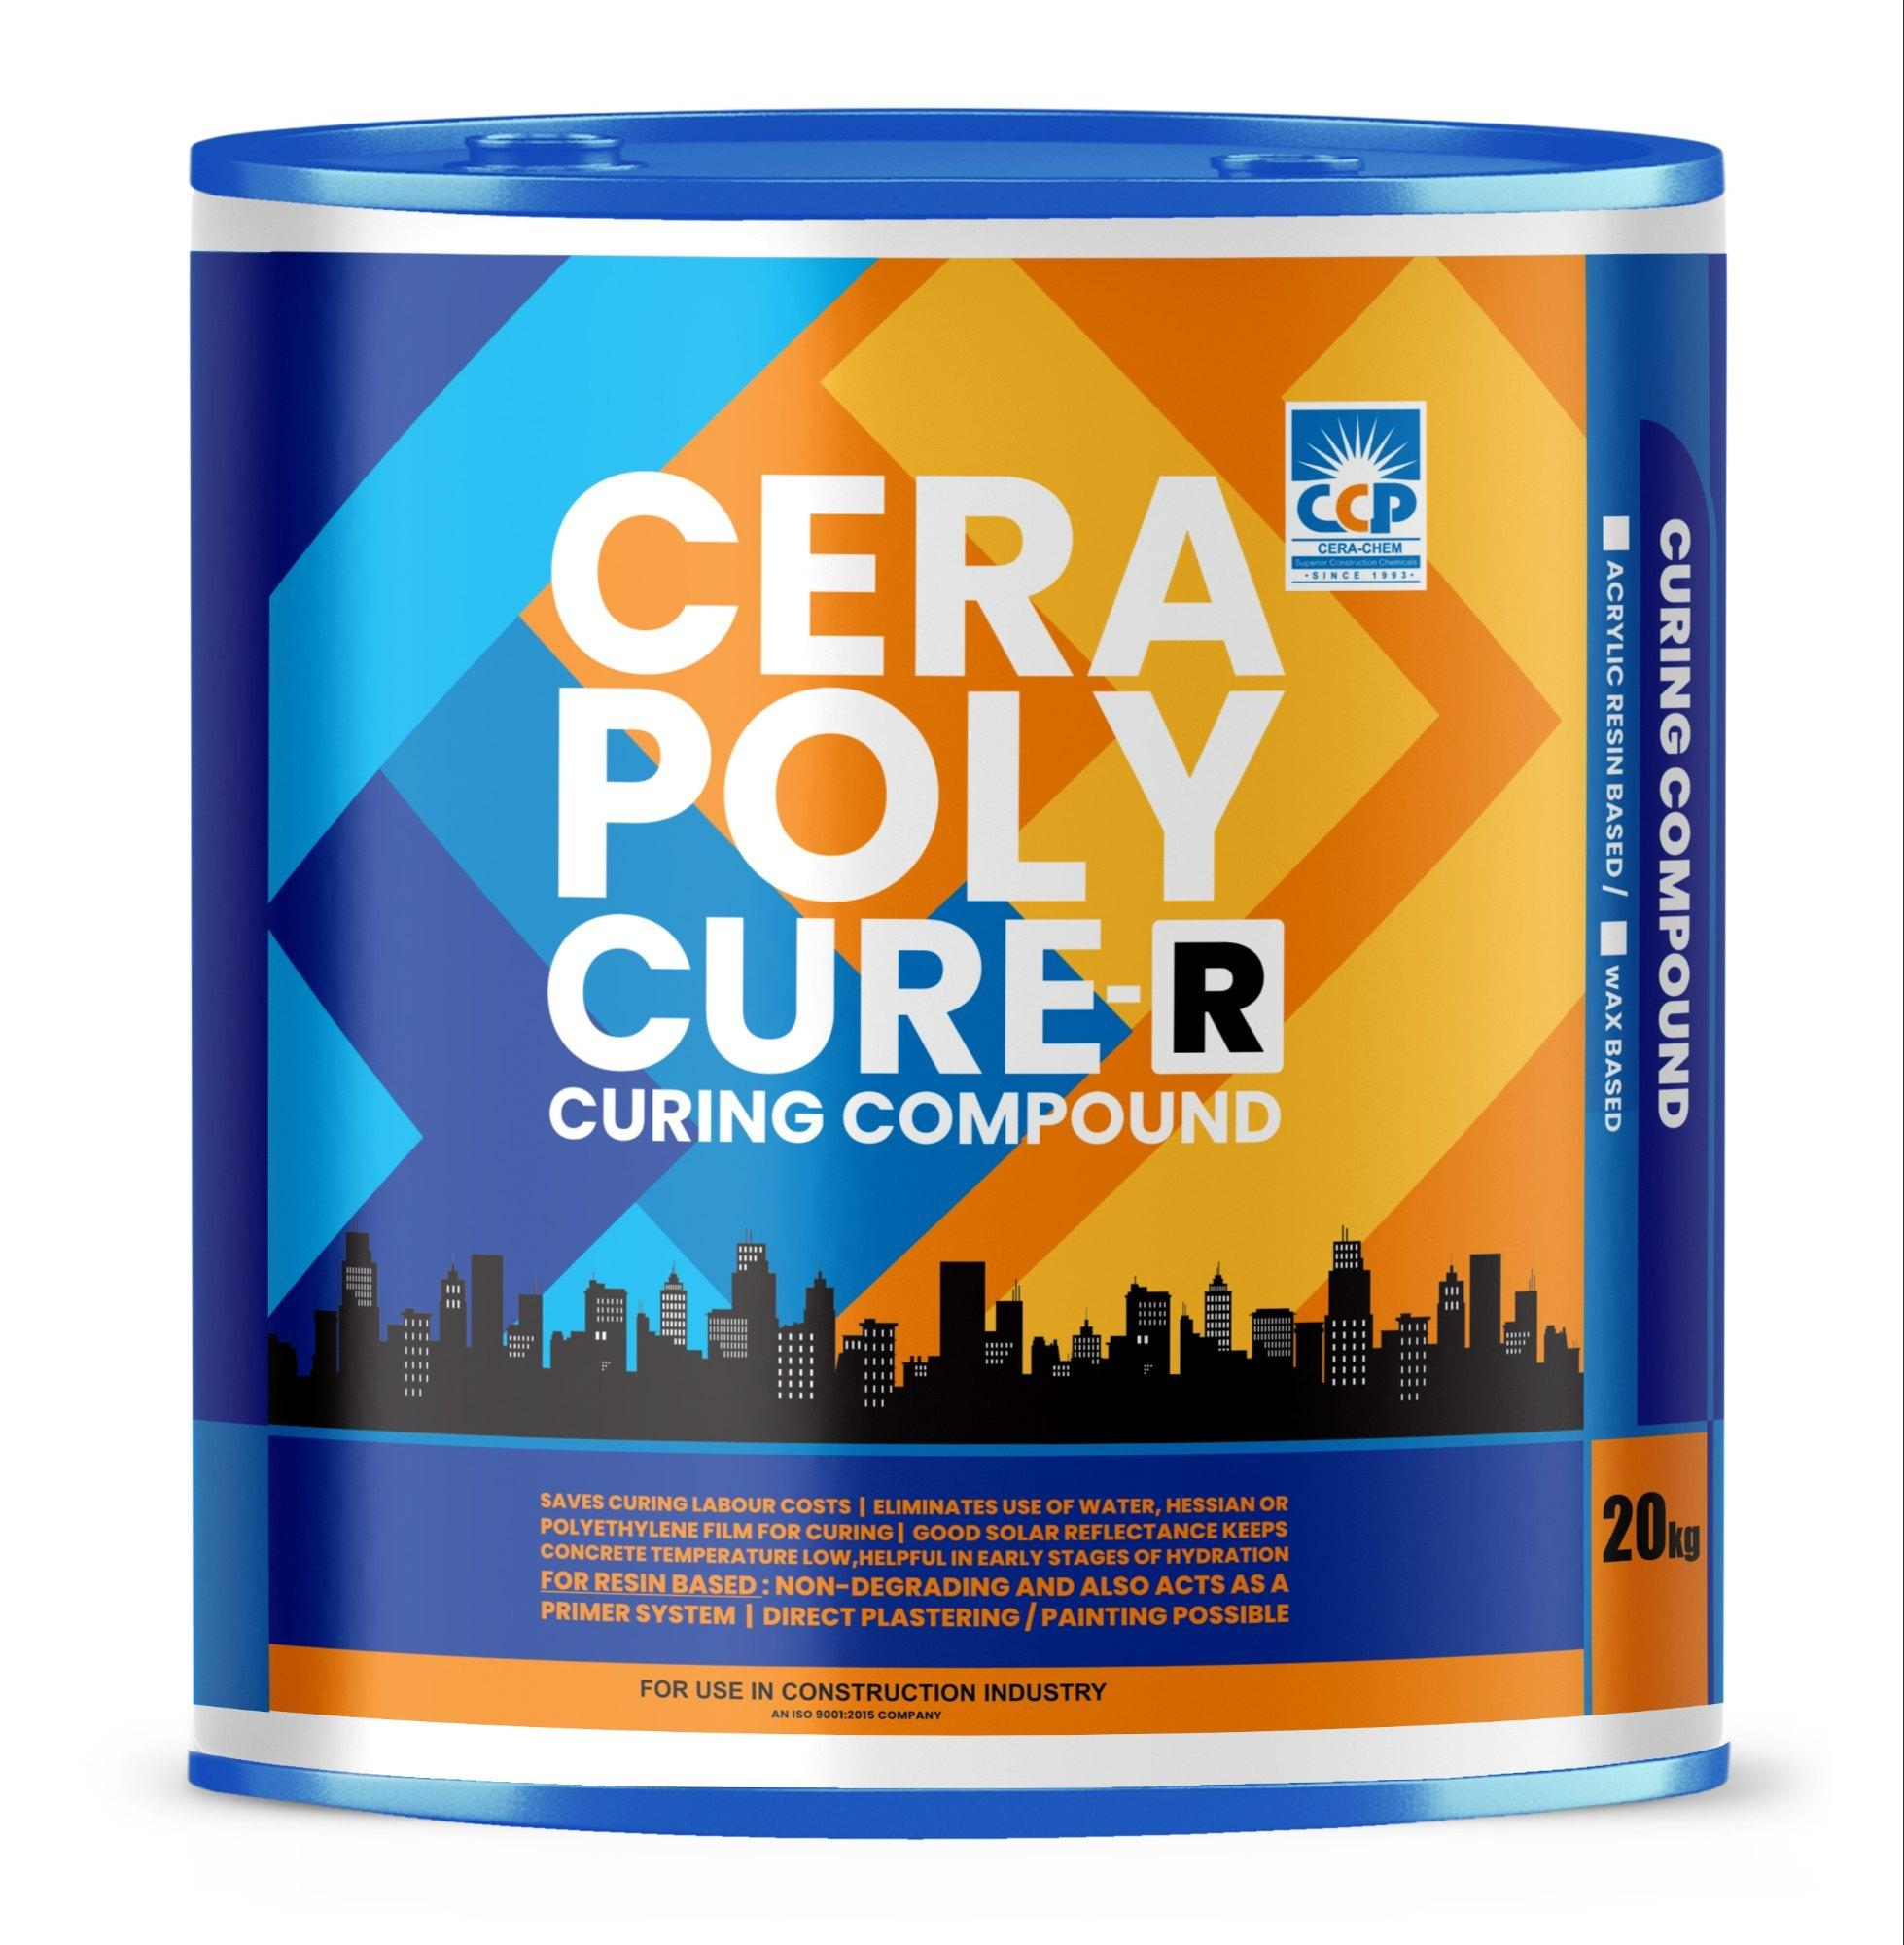 CERA
POLY
CURE-R
CURING COMPOUND
CCP
CERA-CHEM
Superior Construction Chemicals
•SINCE 1993•
SAVES CURING LABOUR COSTS | ELIMINATES USE OF WATER, HESSIAN OR
POLYETHYLENE FILM FOR CURING| GOOD SOLAR REFLECTANCE KEEPS
CONCRETE TEMPERATURE LOW,HELPFUL IN EARLY STAGES OF HYDRATION
FOR RESIN BASED : NON-DEGRADING AND ALSO ACTS AS A
PRIMER SYSTEM | DIRECT PLASTERING / PAINTING POSSIBLE
FOR USE IN CONSTRUCTION INDUSTRY
AN ISO 9001:2015 COMPANY
CURING COMPOUND
ACRYLIC RESIN BASED / WAX BASED
20kg